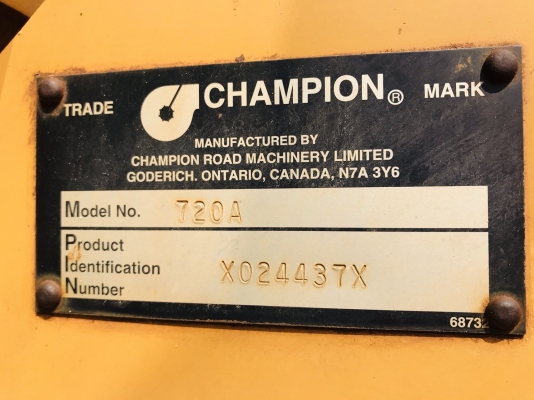 TRADE CHAMPION® MARK
MANUFACTURED BY
CHAMPION ROAD MACHINERY LIMITED
GODERICH, ONTARIO, CANADA, N7A 3Y6
Model No. 720A
Product
Identification X024437X
Number